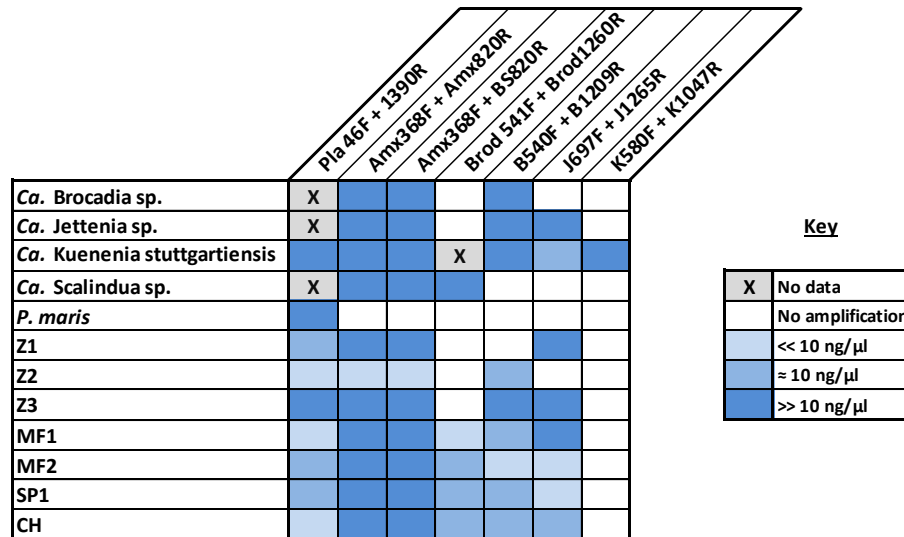 Pla 46F + 1390R
Amx368F + Amx820R
Amx368F + BS820R
Brod 541F + Brod1260R
B540F + B1209R
J697F + J1265R
K580F + K1047R
Ca. Brocadia sp. X
Ca. Jettenia sp. X
Ca. Kuenenia stuttgartiensis X
Ca. Scalindua sp. X
P. maris
Z1
Z2
Z3
MF1
MF2
SP1
CH
Key
X No data
No amplification
<< 10 ng/µl
≈ 10 ng/µl
>> 10 ng/µl